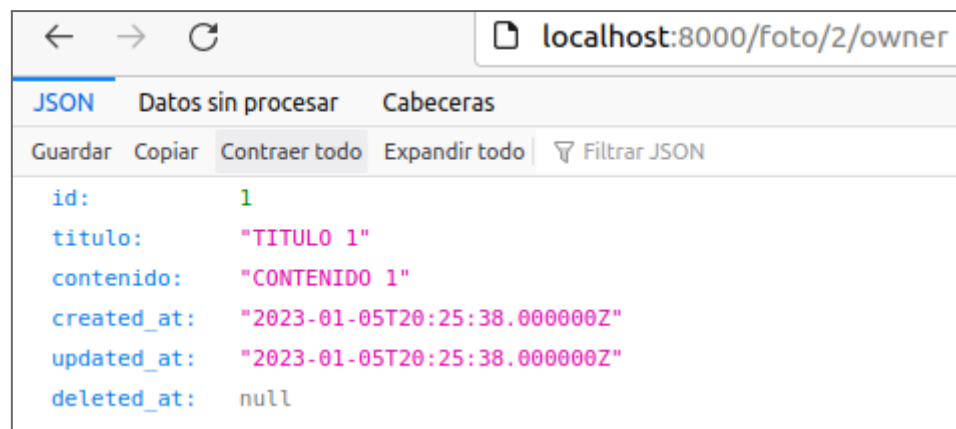 localhost:8000/foto/2/owner
JSON Datos sin procesar Cabeceras
Guardar Copiar Contraer todo Expandir todo Filtrar JSON
id: 1
titulo: "TITULO 1"
contenido: "CONTENIDO 1"
created_at: "2023-01-05T20:25:38.000000Z"
updated_at: "2023-01-05T20:25:38.000000Z"
deleted_at: null